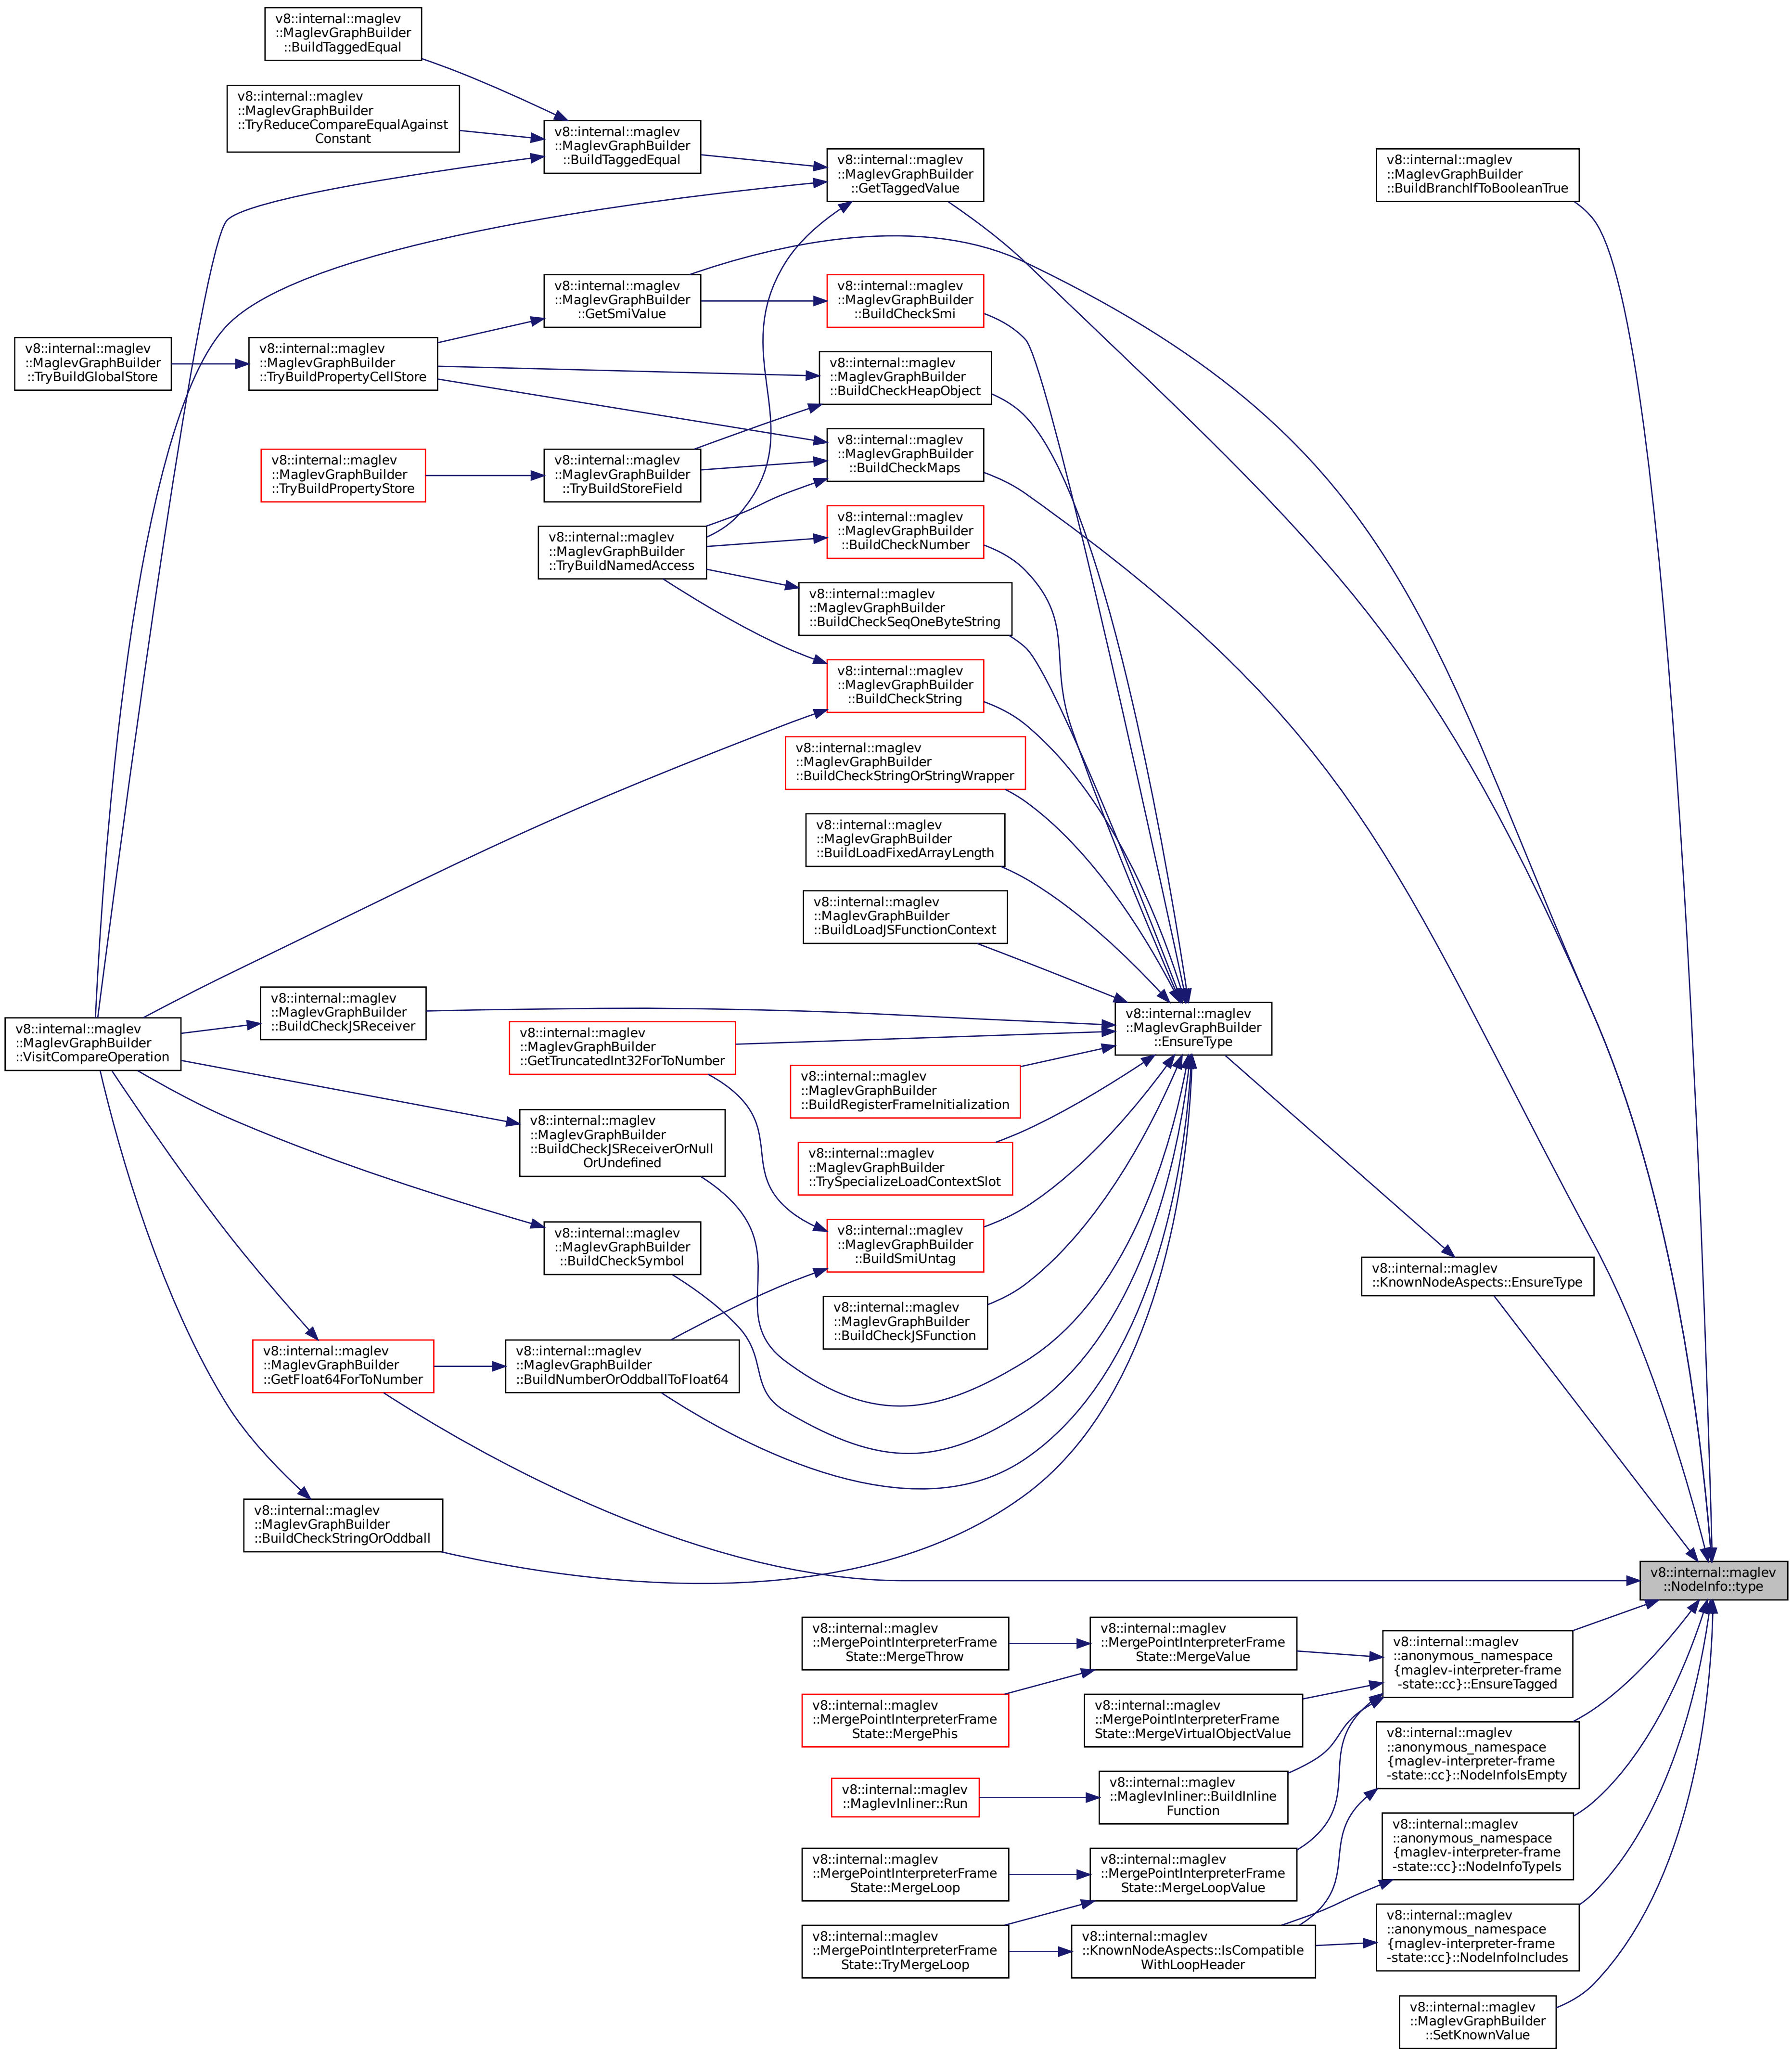 v8::internal::maglev
::MaglevGraphBuilder
::BuildTaggedEqual
v8::internal::maglev
::MaglevGraphBuilder
::TryReduceCompareEqualAgainst
Constant
v8::internal::maglev
::MaglevGraphBuilder
::BuildTaggedEqual
v8::internal::maglev
::MaglevGraphBuilder
::GetTaggedValue
v8::internal::maglev
::MaglevGraphBuilder
::BuildBranchIfToBooleanTrue
v8::internal::maglev
::MaglevGraphBuilder
::GetSmiValue
v8::internal::maglev
::MaglevGraphBuilder
::BuildCheckSmi
v8::internal::maglev
::MaglevGraphBuilder
::TryBuildGlobalStore
v8::internal::maglev
::MaglevGraphBuilder
::TryBuildPropertyCellStore
v8::internal::maglev
::MaglevGraphBuilder
::BuildCheckHeapObject
v8::internal::maglev
::MaglevGraphBuilder
::BuildCheckMaps
v8::internal::maglev
::MaglevGraphBuilder
::TryBuildPropertyStore
v8::internal::maglev
::MaglevGraphBuilder
::TryBuildStoreField
v8::internal::maglev
::MaglevGraphBuilder
::BuildCheckNumber
v8::internal::maglev
::MaglevGraphBuilder
::TryBuildNamedAccess
v8::internal::maglev
::MaglevGraphBuilder
::BuildCheckSeqOneByteString
v8::internal::maglev
::MaglevGraphBuilder
::BuildCheckString
v8::internal::maglev
::MaglevGraphBuilder
::BuildCheckStringOrStringWrapper
v8::internal::maglev
::MaglevGraphBuilder
::BuildLoadFixedArrayLength
v8::internal::maglev
::MaglevGraphBuilder
::BuildLoadJSFunctionContext
v8::internal::maglev
::MaglevGraphBuilder
::BuildCheckJSReceiver
v8::internal::maglev
::MaglevGraphBuilder
::EnsureType
v8::internal::maglev
::MaglevGraphBuilder
::VisitCompareOperation
v8::internal::maglev
::MaglevGraphBuilder
::GetTruncatedInt32ForToNumber
v8::internal::maglev
::MaglevGraphBuilder
::BuildRegisterFrameInitialization
v8::internal::maglev
::MaglevGraphBuilder
::BuildCheckJSReceiverOrNull
OrUndefined
v8::internal::maglev
::MaglevGraphBuilder
::TrySpecializeLoadContextSlot
v8::internal::maglev
::MaglevGraphBuilder
::BuildCheckSymbol
v8::internal::maglev
::MaglevGraphBuilder
::BuildSmiUntag
v8::internal::maglev
::KnownNodeAspects::EnsureType
v8::internal::maglev
::MaglevGraphBuilder
::BuildCheckJSFunction
v8::internal::maglev
::MaglevGraphBuilder
::GetFloat64ForToNumber
v8::internal::maglev
::MaglevGraphBuilder
::BuildNumberOrOddballToFloat64
v8::internal::maglev
::MaglevGraphBuilder
::BuildCheckStringOrOddball
v8::internal::maglev
::NodeInfo::type
v8::internal::maglev
::MergePointInterpreterFrame
State::MergeThrow
v8::internal::maglev
::MergePointInterpreterFrame
State::MergeValue
v8::internal::maglev
::anonymous_namespace
{maglev-interpreter-frame
-state::cc}::EnsureTagged
v8::internal::maglev
::MergePointInterpreterFrame
State::MergePhis
v8::internal::maglev
::MergePointInterpreterFrame
State::MergeVirtualObjectValue
v8::internal::maglev
::anonymous_namespace
{maglev-interpreter-frame
-state::cc}::NodeInfoIsEmpty
v8::internal::maglev
::MaglevInliner::Run
v8::internal::maglev
::MaglevInliner::BuildInline
Function
v8::internal::maglev
::anonymous_namespace
{maglev-interpreter-frame
-state::cc}::NodeInfoTypeIs
v8::internal::maglev
::MergePointInterpreterFrame
State::MergeLoop
v8::internal::maglev
::MergePointInterpreterFrame
State::MergeLoopValue
v8::internal::maglev
::anonymous_namespace
{maglev-interpreter-frame
-state::cc}::NodeInfoIncludes
v8::internal::maglev
::MergePointInterpreterFrame
State::TryMergeLoop
v8::internal::maglev
::KnownNodeAspects::IsCompatible
WithLoopHeader
v8::internal::maglev
::MaglevGraphBuilder
::SetKnownValue